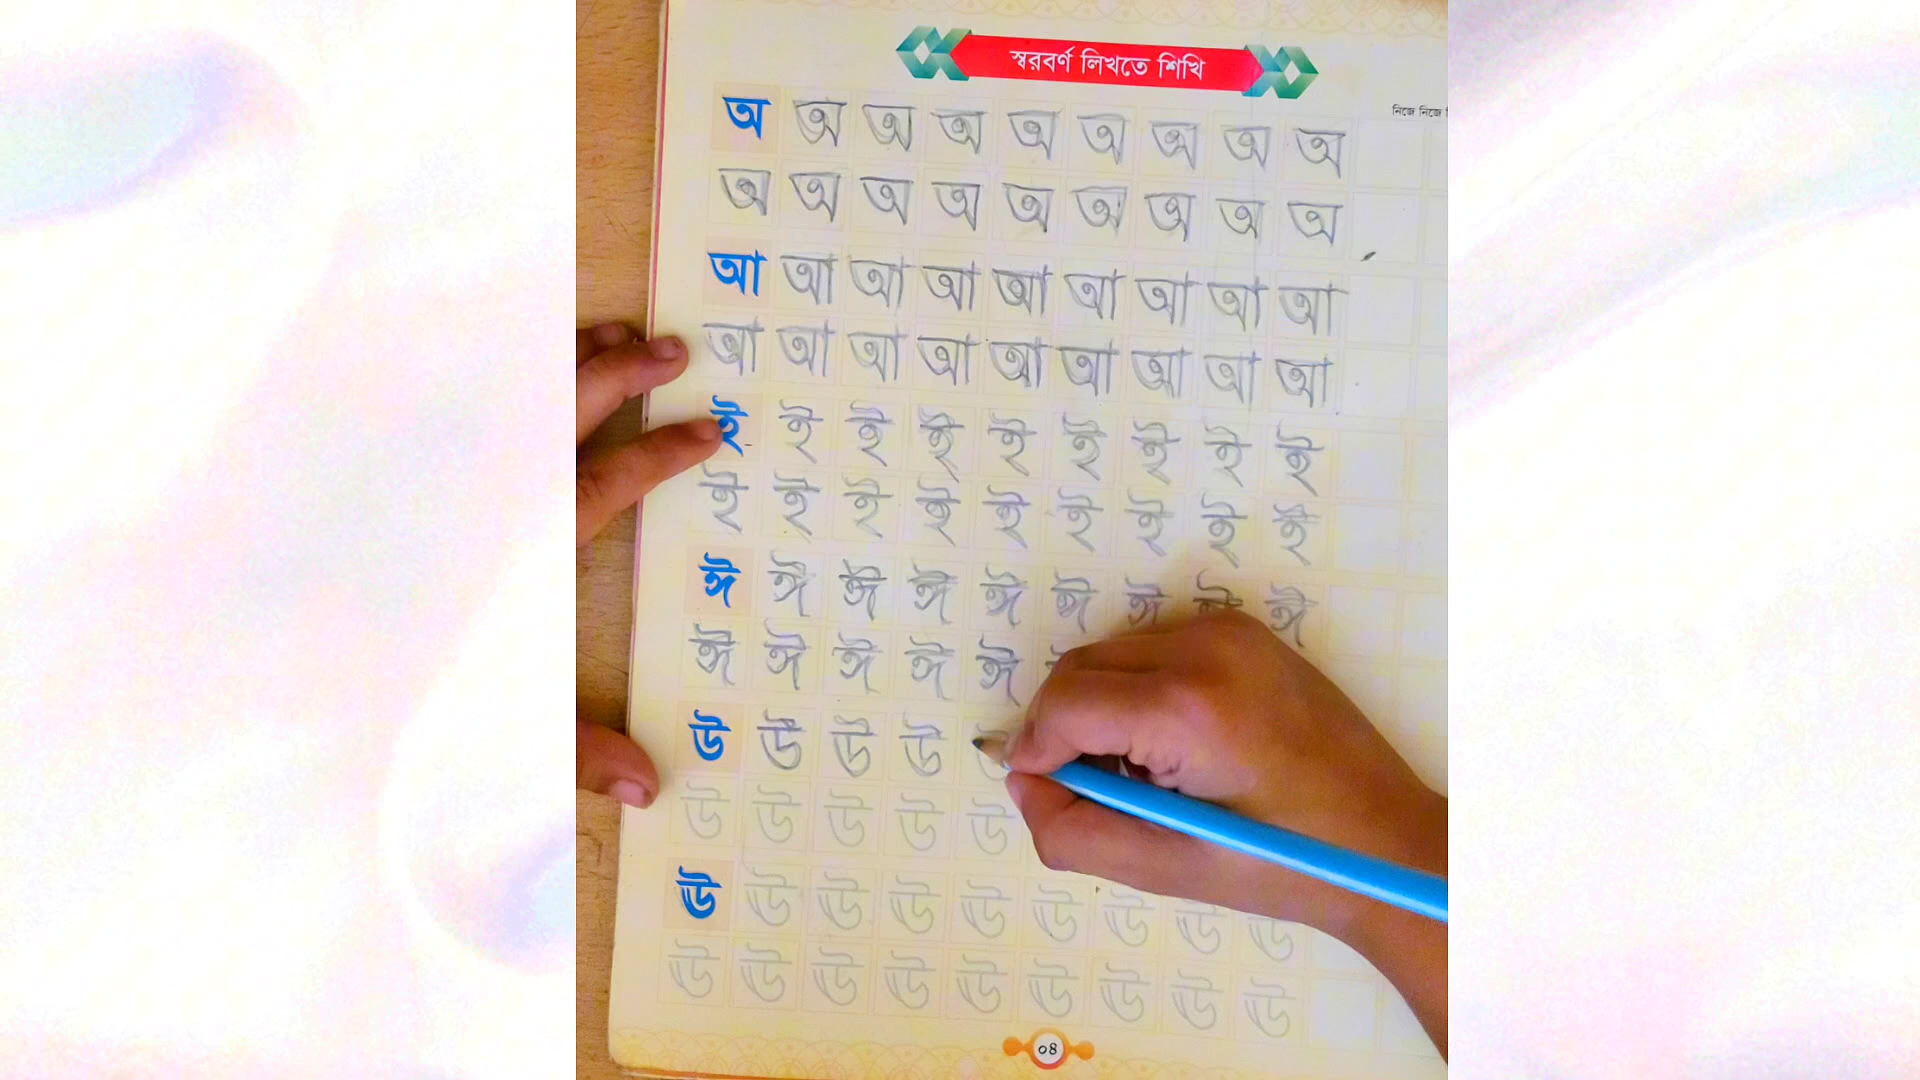 স্বরবর্ণ লিখতে শিখি
নিজে নিজে
অ অ অ অ অ অ অ অ অ
অ অ অ অ অ অ অ অ অ
আ আ আ আ আ আ আ আ আ
আ আ আ আ আ আ আ আ আ
ই ই ই ই ই ই ই ই ই
ই ই ই ই ই ই ই ই ই
ঈ ঈ ঈ ঈ ঈ ঈ ঈ ঈ ঈ
ঈ ঈ ঈ ঈ ঈ
উ উ উ উ
উ উ উ উ উ
ঊ ঊ ঊ ঊ ঊ ঊ ঊ ঊ ঊ
ঊ ঊ ঊ ঊ ঊ ঊ ঊ ঊ ঊ
০৪